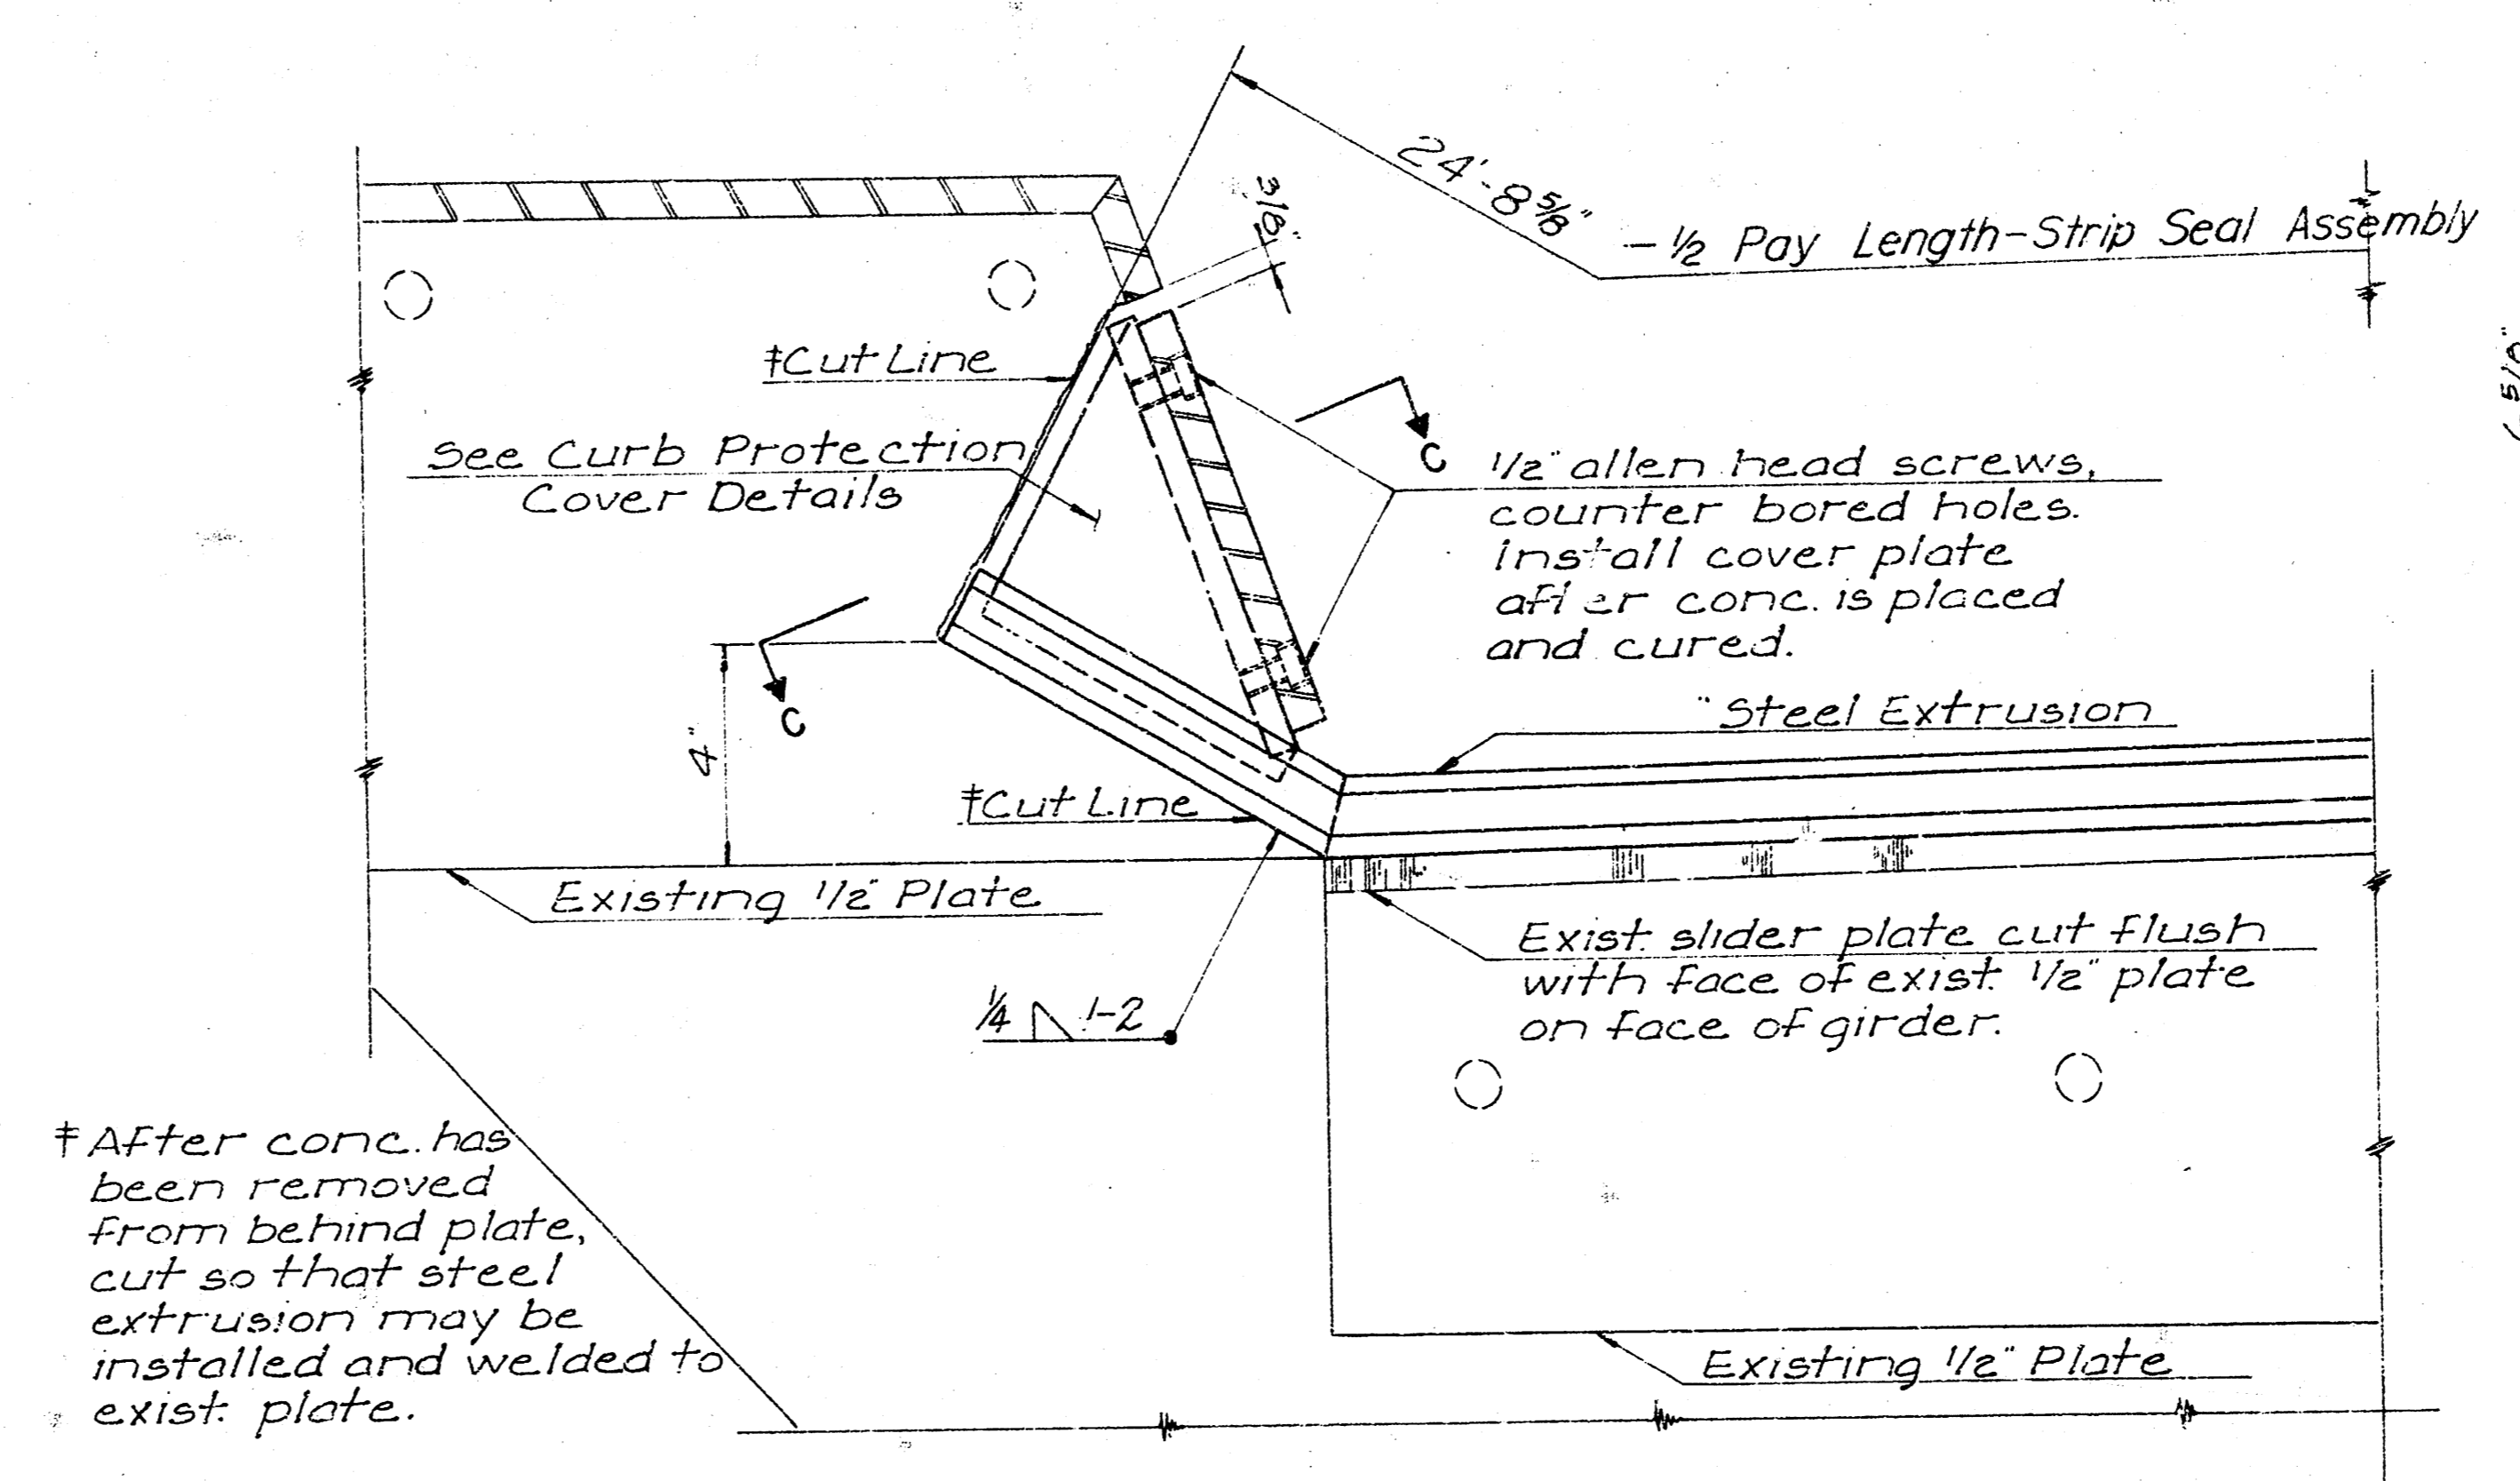 24'-8 5/8" - 1/2 Pay Length-Strip Seal Assembly
3/8"
‡Cut Line
See Curb Protection
Cover Details
C
1/2" allen head screws,
counter bored holes.
install cover plate
after conc. is placed
and cured.
C
4"
Steel Extrusion
‡Cut Line
Existing 1/2" Plate
Exist. slider plate cut flush
with face of exist. 1/2" plate
on face of girder.
1/4 1-2
‡After conc. has
been removed
from behind plate,
cut so that steel
extrusion may be
installed and welded to
exist. plate.
Existing 1/2" Plate